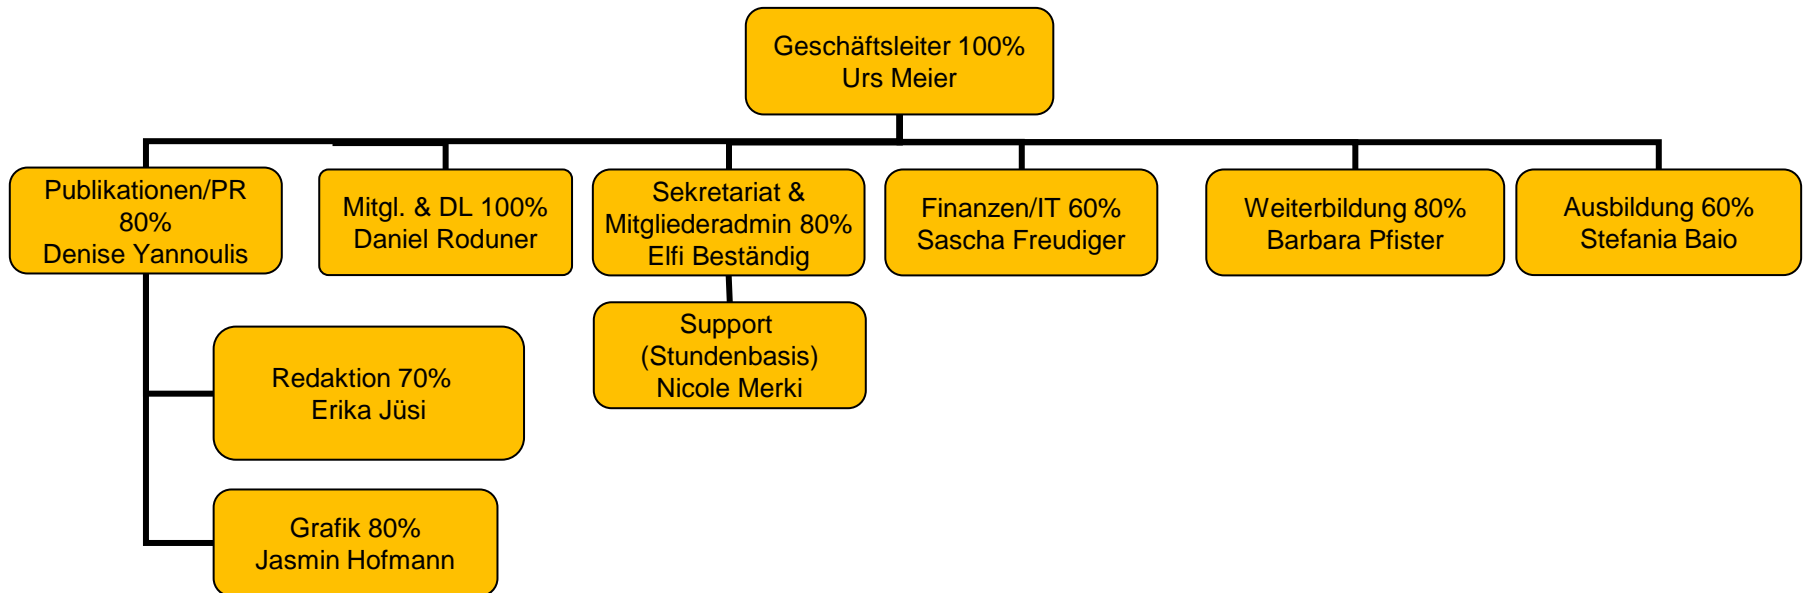 Geschäftsleiter 100%
Urs Meier
Publikationen/PR
80%
Denise Yannoulis
Mitgl. & DL 100%
Daniel Roduner
Sekretariat &
Mitgliederadmin 80%
Elfi Beständig
Finanzen/IT 60%
Sascha Freudiger
Weiterbildung 80%
Barbara Pfister
Ausbildung 60%
Stefania Baio
Support
(Stundenbasis)
Nicole Merki
Redaktion 70%
Erika Jüsi
Grafik 80%
Jasmin Hofmann